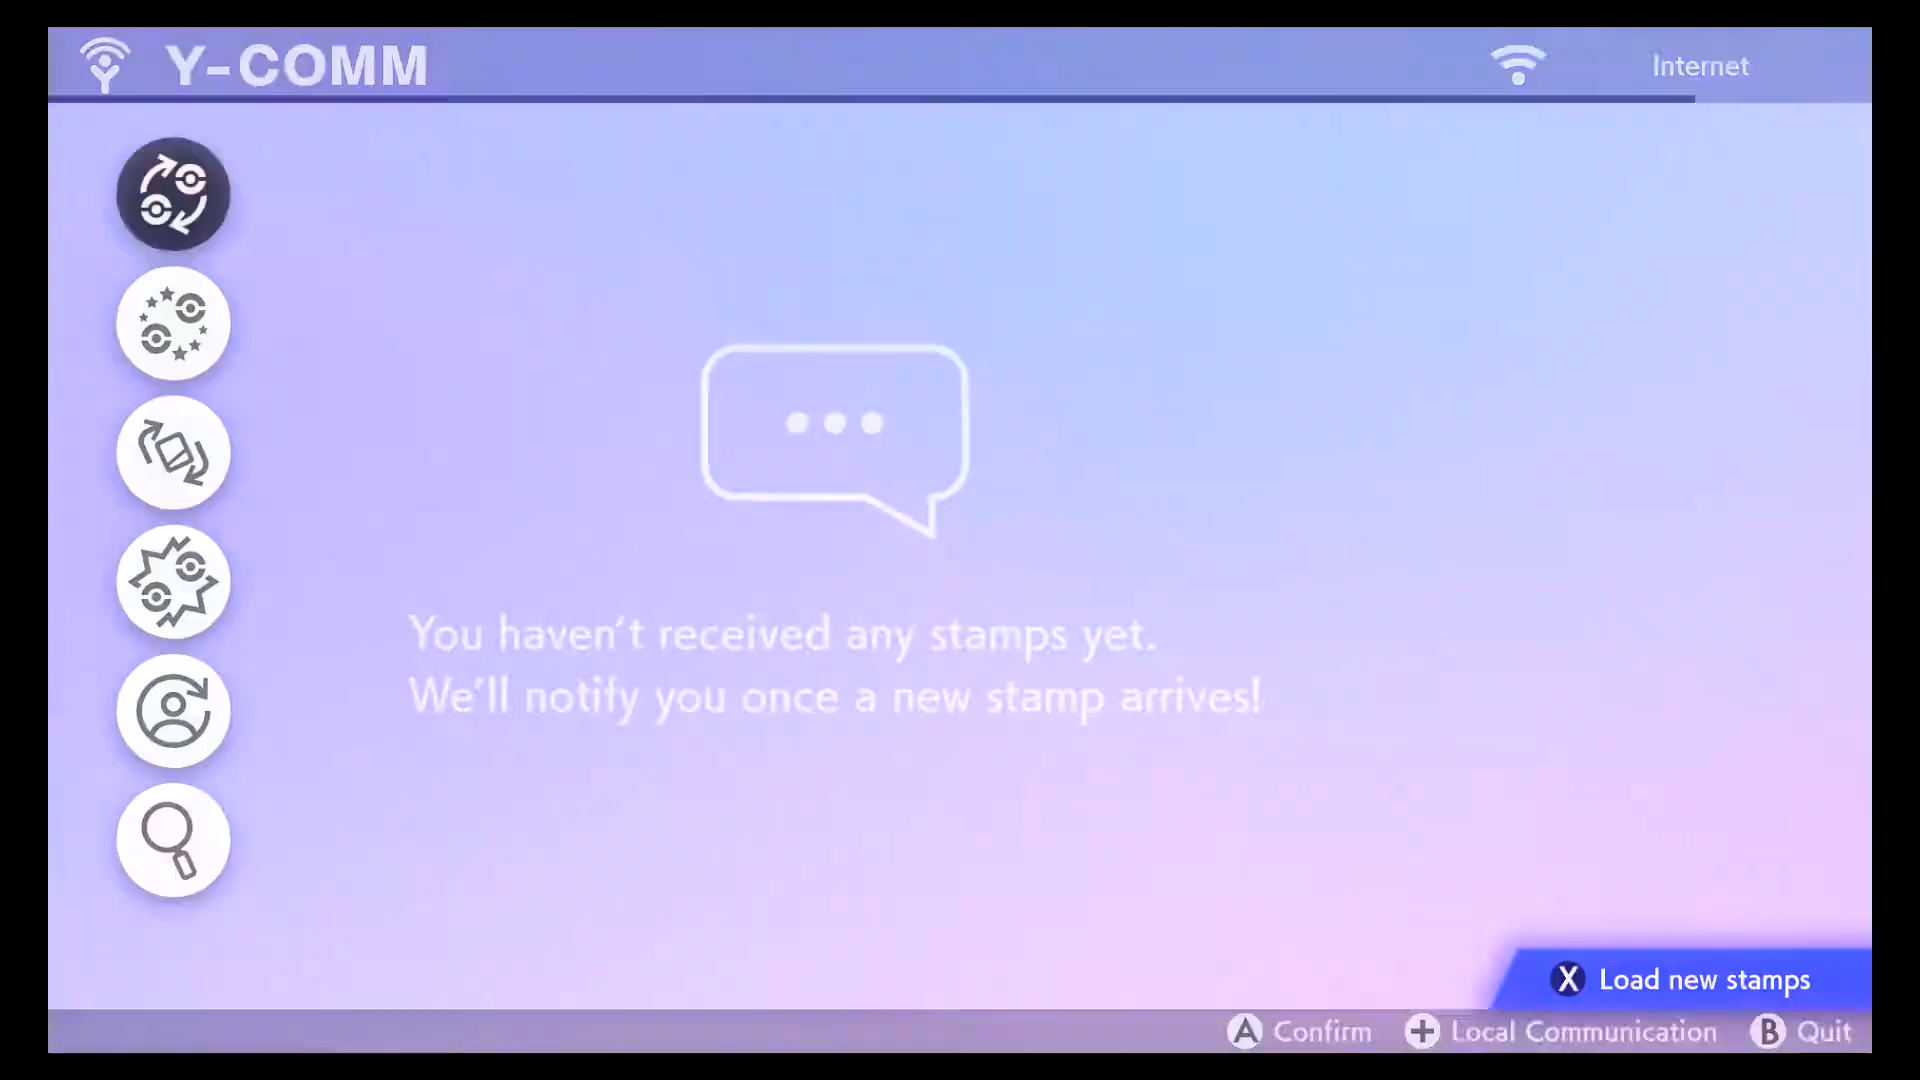 Y-COMM
Internet
You haven't received any stamps yet.
We'll notify you once a new stamp arrives!
X Load new stamps
A Confirm + Local Communication B Quit